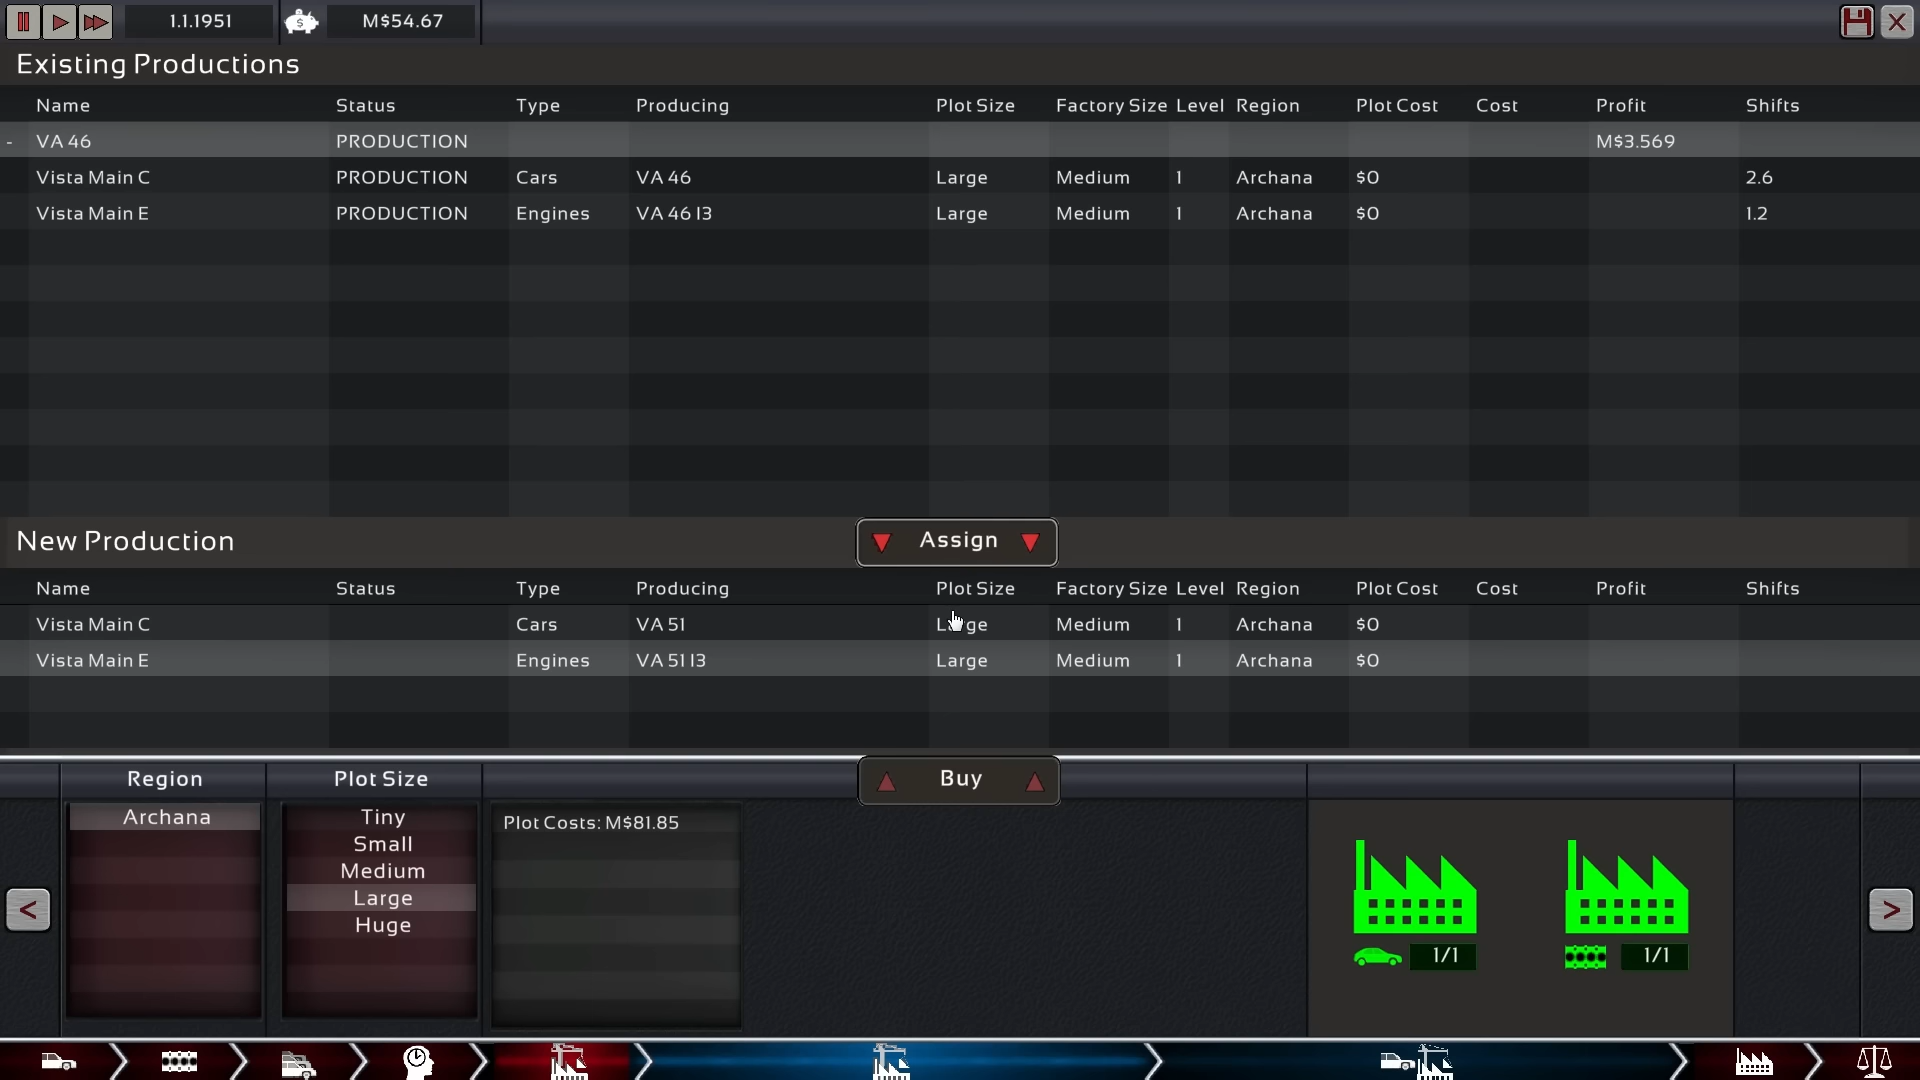 1.1.1951 M$54.67
Existing Productions
Name Status Type Producing Plot Size Factory Size Level Region Plot Cost Cost Profit Shifts
- VA 46 PRODUCTION M$3.569
Vista Main C PRODUCTION Cars VA 46 Large Medium 1 Archana $0 2.6
Vista Main E PRODUCTION Engines VA 46 I3 Large Medium 1 Archana $0 1.2
New Production Assign
Name Status Type Producing Plot Size Factory Size Level Region Plot Cost Cost Profit Shifts
Vista Main C Cars VA 51 Large Medium 1 Archana $0
Vista Main E Engines VA 51 I3 Large Medium 1 Archana $0
Region Plot Size Buy
Archana Tiny Plot Costs: M$81.85
Small
Medium
Large
Huge
< >
1/1 1/1